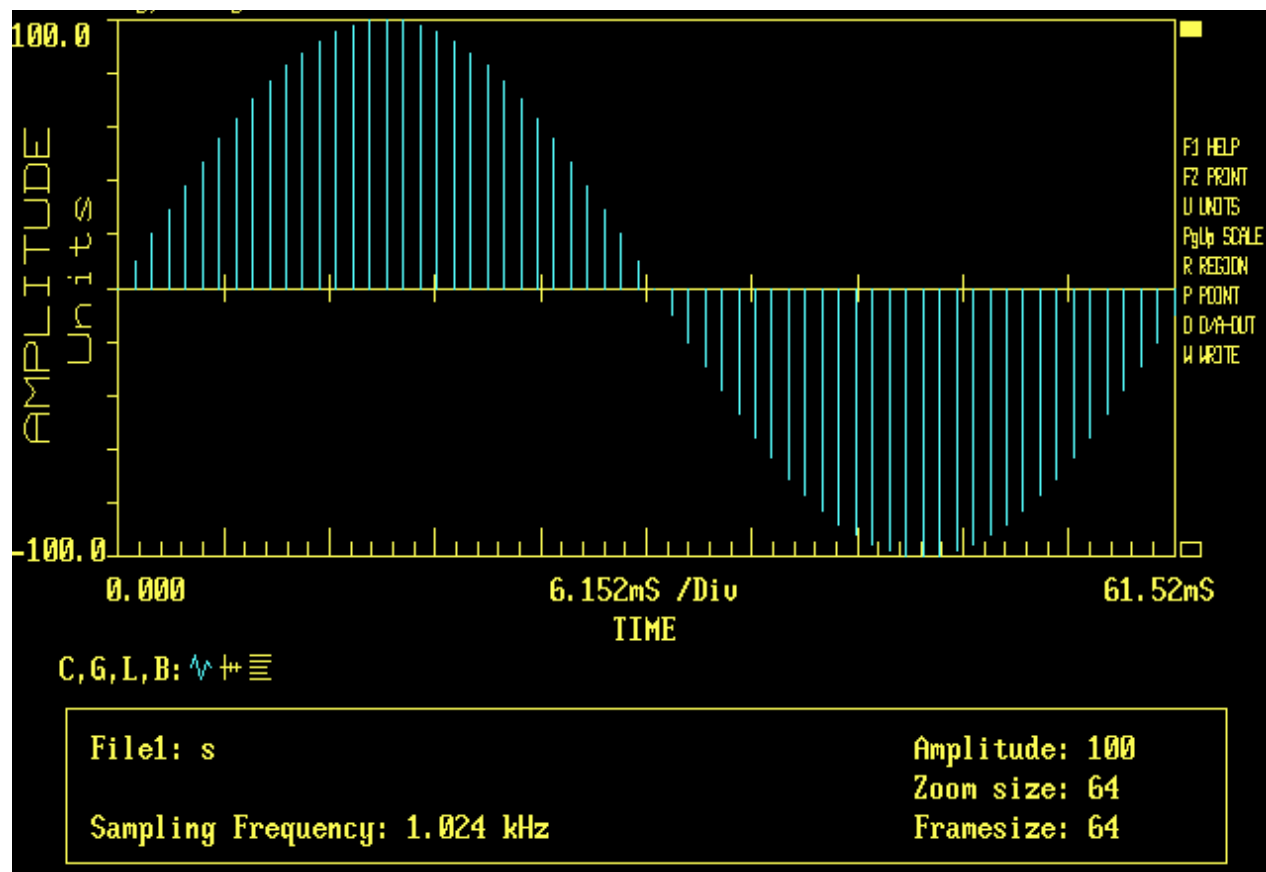 100.0
AMPLITUDE
Units
-100.0
0.000 6.152mS /Div 61.52mS
TIME
F1 HELP
F2 PRINT
U UNITS
PgUp SCALE
R REGION
P POINT
D D/A-OUT
W WRITE
C,G,L,B:
File1: s Amplitude: 100
Zoom size: 64
Sampling Frequency: 1.024 kHz Framesize: 64